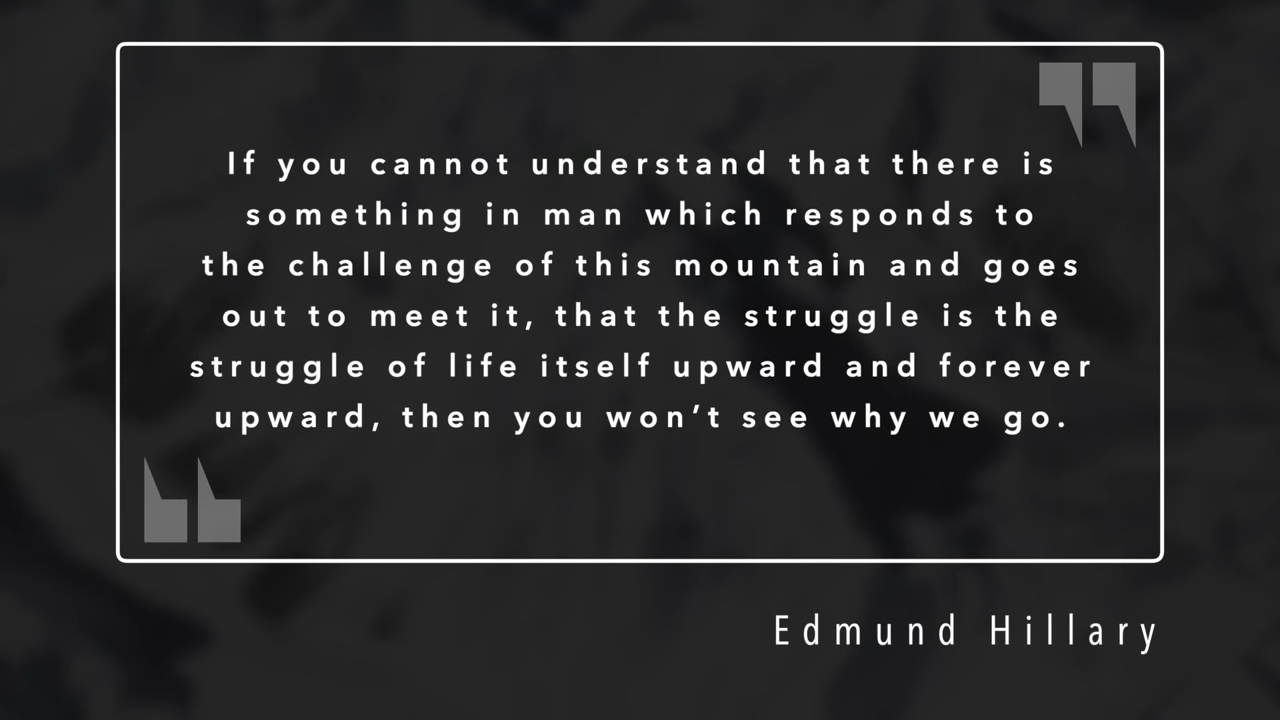 If you cannot understand that there is
something in man which responds to
the challenge of this mountain and goes
out to meet it, that the struggle is the
struggle of life itself upward and forever
upward, then you won’t see why we go.
Edmund Hillary